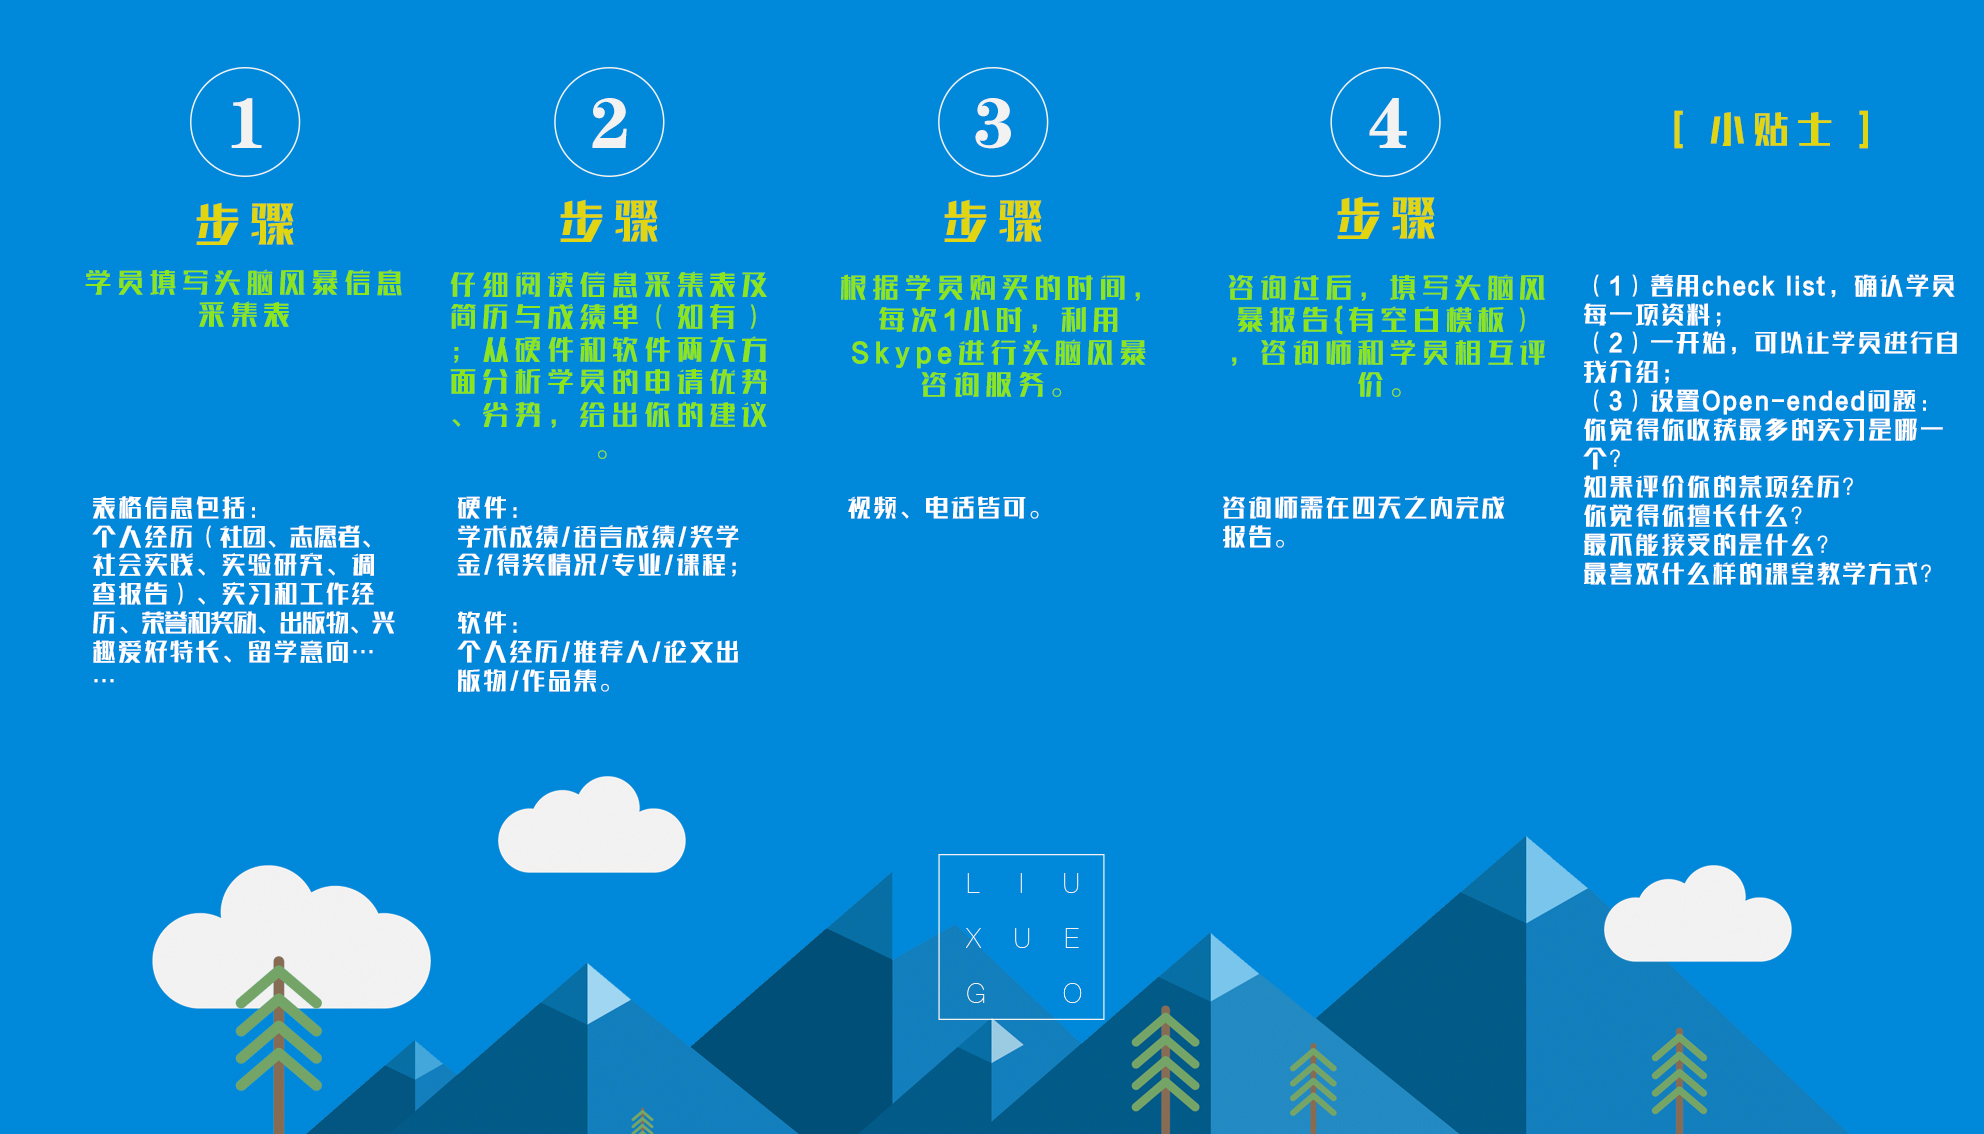 1
步骤
学员填写头脑风暴信息
采集表
表格信息包括：
个人经历（社团、志愿者、
社会实践、实验研究、调
查报告）、实习和工作经
历、荣誉和奖励、出版物、兴
趣爱好特长、留学意向…
…
2
步骤
仔细阅读信息采集表及
简历与成绩单（如有）
；从硬件和软件两大方
面分析学员的申请优势
、劣势，给出你的建议
。
硬件：
学术成绩/语言成绩/奖学
金/得奖情况/专业/课程；
软件：
个人经历/推荐人/论文出
版物/作品集。
3
步骤
根据学员购买的时间，
每次1小时，利用
Skype进行头脑风暴
咨询服务。
视频、电话皆可。
4
步骤
咨询过后，填写头脑风
暴报告{有空白模板）
，咨询师和学员相互评
价。
咨询师需在四天之内完成
报告。
[ 小贴士 ]
（1）善用check list，确认学员
每一项资料；
（2）一开始，可以让学员进行自
我介绍；
（3）设置Open-ended问题：
你觉得你收获最多的实习是哪一
个？
如果评价你的某项经历？
你觉得你擅长什么？
最不能接受的是什么？
最喜欢什么样的课堂教学方式？
L I U
X U E
G O